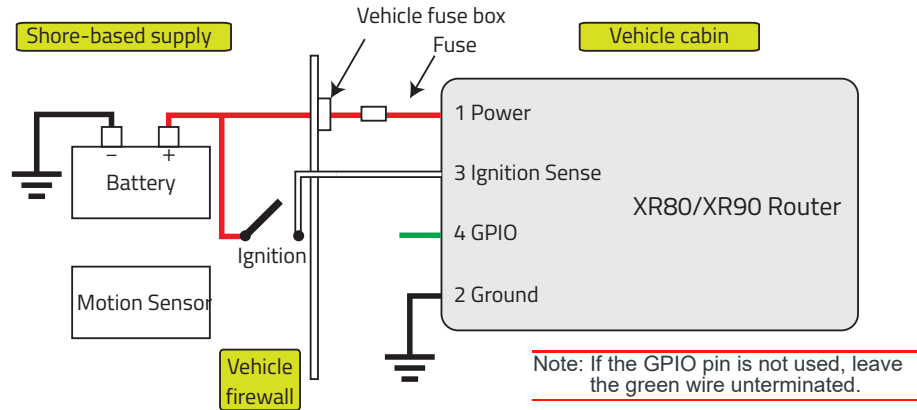 Shore-based supply
Vehicle fuse box
Fuse
Vehicle cabin
1 Power
– +
Battery
3 Ignition Sense
XR80/XR90 Router
4 GPIO
Ignition
Motion Sensor
2 Ground
Vehicle
firewall
Note: If the GPIO pin is not used, leave
the green wire unterminated.